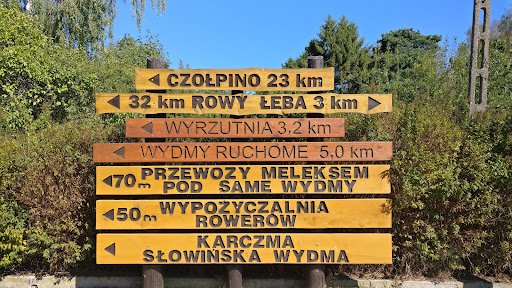 CZOŁPINO 23 km
32 km ROWY ŁEBA 3 km
WYRZUTNIA 3,2 km
WYDMY RUCHOME 5,0 km
70 m PRZEWOZY MELEKSEM
POD SAME WYDMY
50m WYPOŻYCZALNIA
ROWERÓW
KARCZMA
SŁOWIŃSKA WYDMA